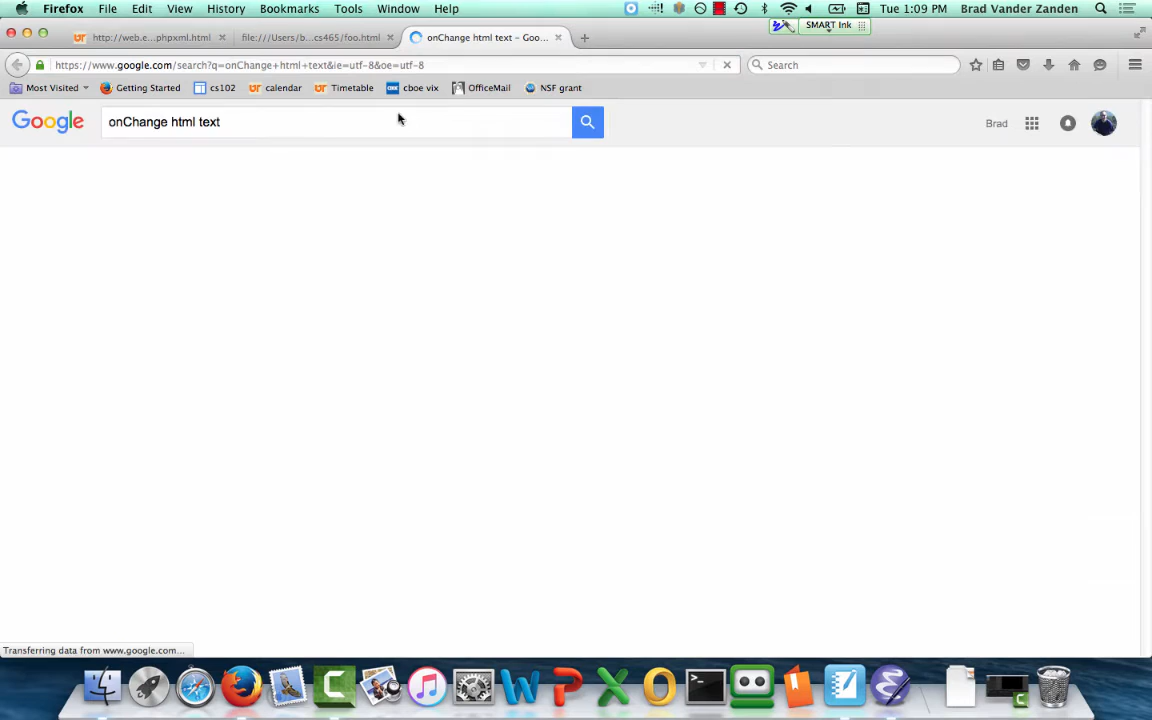 Firefox File Edit View History Bookmarks Tools Window Help Tue 1:09 PM Brad Vander Zanden
SMART Ink
http://web.e...phpxml.html file:///Users/b...cs465/foo.html onChange html text – Goo...
https://www.google.com/search?q=onChange+html+text&ie=utf-8&oe=utf-8 Search
Most Visited Getting Started cs102 calendar Timetable cboe vix OfficeMail NSF grant
Google onChange html text Brad
Transferring data from www.google.com...